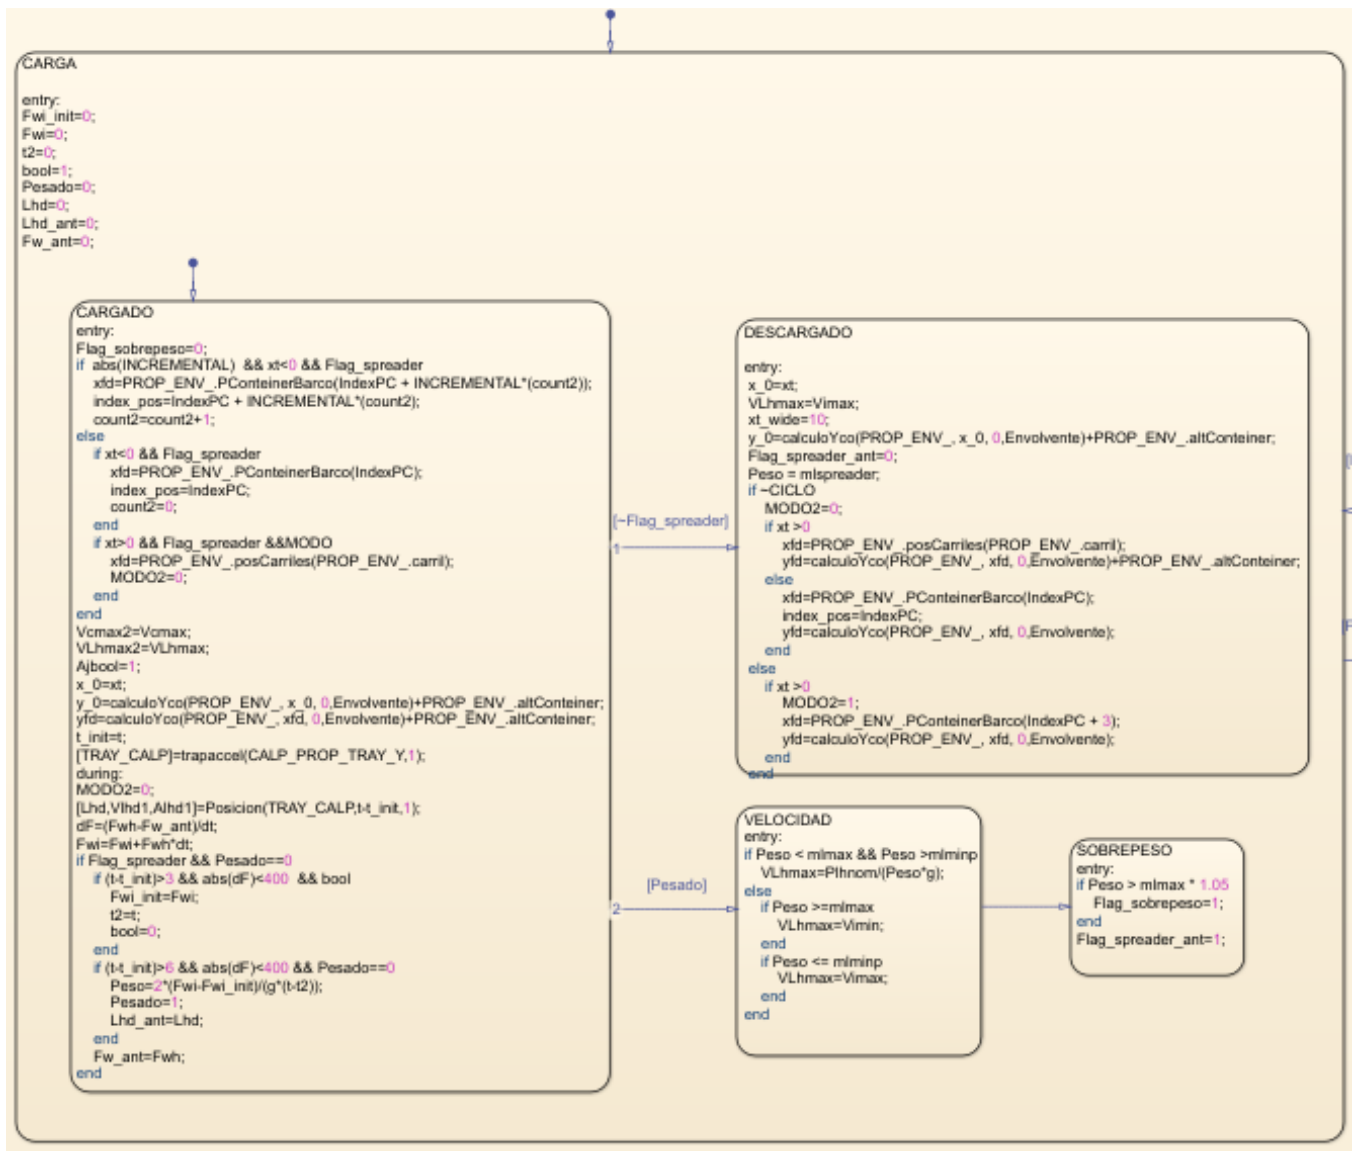 CARGA
entry:
Fwi_init=0;
Fwi=0;
t2=0;
bool=1;
Pesado=0;
Lhd=0;
Lhd_ant=0;
Fw_ant=0;
CARGADO
entry:
Flag_sobrepeso=0;
if abs(INCREMENTAL) && xt<0 && Flag_spreader
xfd=PROP_ENV_.PConteinerBarco(IndexPC + INCREMENTAL*(count2));
index_pos=IndexPC + INCREMENTAL*(count2);
count2=count2+1;
else
if xt<0 && Flag_spreader
xfd=PROP_ENV_.PConteinerBarco(IndexPC);
index_pos=IndexPC;
count2=0;
end
if xt>0 && Flag_spreader &&MODO
xfd=PROP_ENV_.posCarriles(PROP_ENV_.carril);
MODO2=0;
end
end
Vcmax2=Vcmax;
VLhmax2=VLhmax;
Ajbool=1;
x_0=xt;
y_0=calculoYco(PROP_ENV_, x_0, 0,Envolvente)+PROP_ENV_.altConteiner;
yfd=calculoYco(PROP_ENV_, xfd, 0,Envolvente)+PROP_ENV_.altConteiner;
t_init=t;
[TRAY_CALP]=trapaccel(CALP_PROP_TRAY_Y,1);
during:
MODO2=0;
[Lhd,Vlhd1,Alhd1]=Posicion(TRAY_CALP,t-t_init,1);
dF=(Fwh-Fw_ant)/dt;
Fwi=Fwi+Fwh*dt;
if Flag_spreader && Pesado==0
if (t-t_init)>3 && abs(dF)<400 && bool
Fwi_init=Fwi;
t2=t;
bool=0;
end
if (t-t_init)>6 && abs(dF)<400 && Pesado==0
Peso=2*(Fwi-Fwi_init)/(g*(t-t2));
Pesado=1;
Lhd_ant=Lhd;
end
Fw_ant=Fwh;
end
[~Flag_spreader]
1
[Pesado]
2
DESCARGADO
entry:
x_0=xt;
VLhmax=Vimax;
xt_wide=10;
y_0=calculoYco(PROP_ENV_, x_0, 0,Envolvente)+PROP_ENV_.altConteiner;
Flag_spreader_ant=0;
Peso = mlspreader;
if ~CICLO
MODO2=0;
if xt >0
xfd=PROP_ENV_.posCarriles(PROP_ENV_.carril);
yfd=calculoYco(PROP_ENV_, xfd, 0,Envolvente)+PROP_ENV_.altConteiner;
else
xfd=PROP_ENV_.PConteinerBarco(IndexPC);
index_pos=IndexPC;
yfd=calculoYco(PROP_ENV_, xfd, 0,Envolvente);
end
else
if xt >0
MODO2=1;
xfd=PROP_ENV_.PConteinerBarco(IndexPC + 3);
yfd=calculoYco(PROP_ENV_, xfd, 0,Envolvente);
end
end
VELOCIDAD
entry:
if Peso < mlmax && Peso >mlminp
VLhmax=Plhnom/(Peso*g);
else
if Peso >=mlmax
VLhmax=Vimin;
end
if Peso <= mlminp
VLhmax=Vimax;
end
end
SOBREPESO
entry:
if Peso > mlmax * 1.05
Flag_sobrepeso=1;
end
Flag_spreader_ant=1;